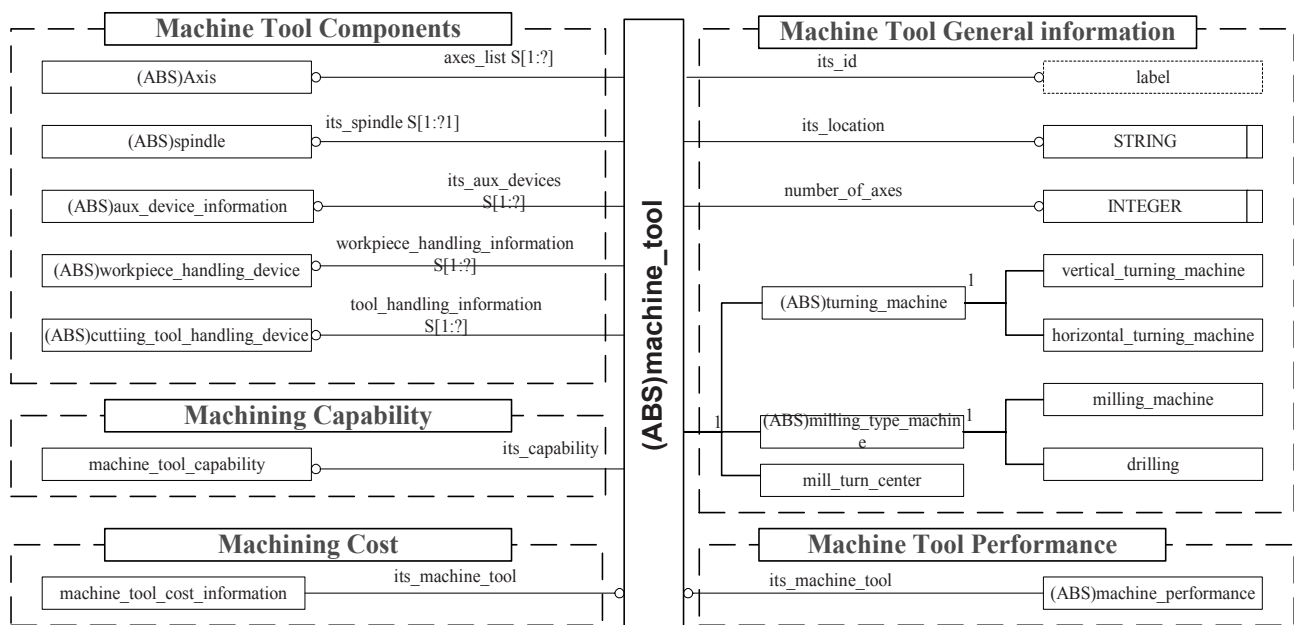 Machine Tool Components
axes_list S[1:?]
(ABS)Axis
its_spindle S[1:?1]
(ABS)spindle
its_aux_devices
S[1:?]
(ABS)aux_device_information
workpiece_handling_information
S[1:?]
(ABS)workpiece_handling_device
tool_handling_information
S[1:?]
(ABS)cuttiing_tool_handling_device
Machining Capability
its_capability
machine_tool_capability
Machining Cost
its_machine_tool
machine_tool_cost_information
(ABS)machine_tool
Machine Tool General information
its_id
label
its_location
STRING
number_of_axes
INTEGER
1
(ABS)turning_machine
1
vertical_turning_machine
horizontal_turning_machine
(ABS)milling_type_machin
e
1
milling_machine
drilling
mill_turn_center
Machine Tool Performance
its_machine_tool
(ABS)machine_performance